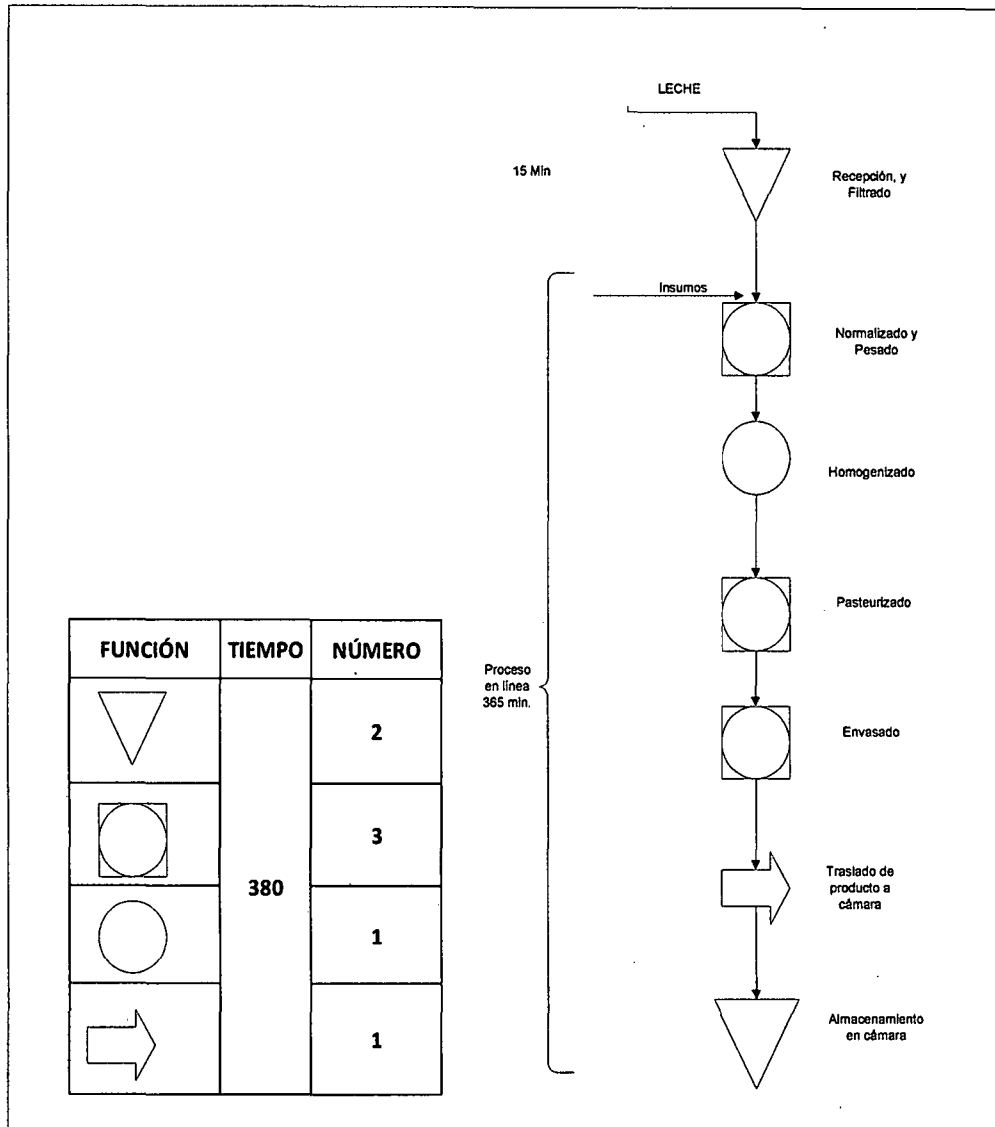 LECHE
15 Min
Recepción, y
Filtrado
Insumos
Normalizado y
Pesado
Homogenizado
Pasteurizado
Proceso
en línea
365 min.
Envasado
Traslado de
producto a
cámara
Almacenamiento
en cámara
FUNCIÓN TIEMPO NÚMERO
2
3
380
1
1